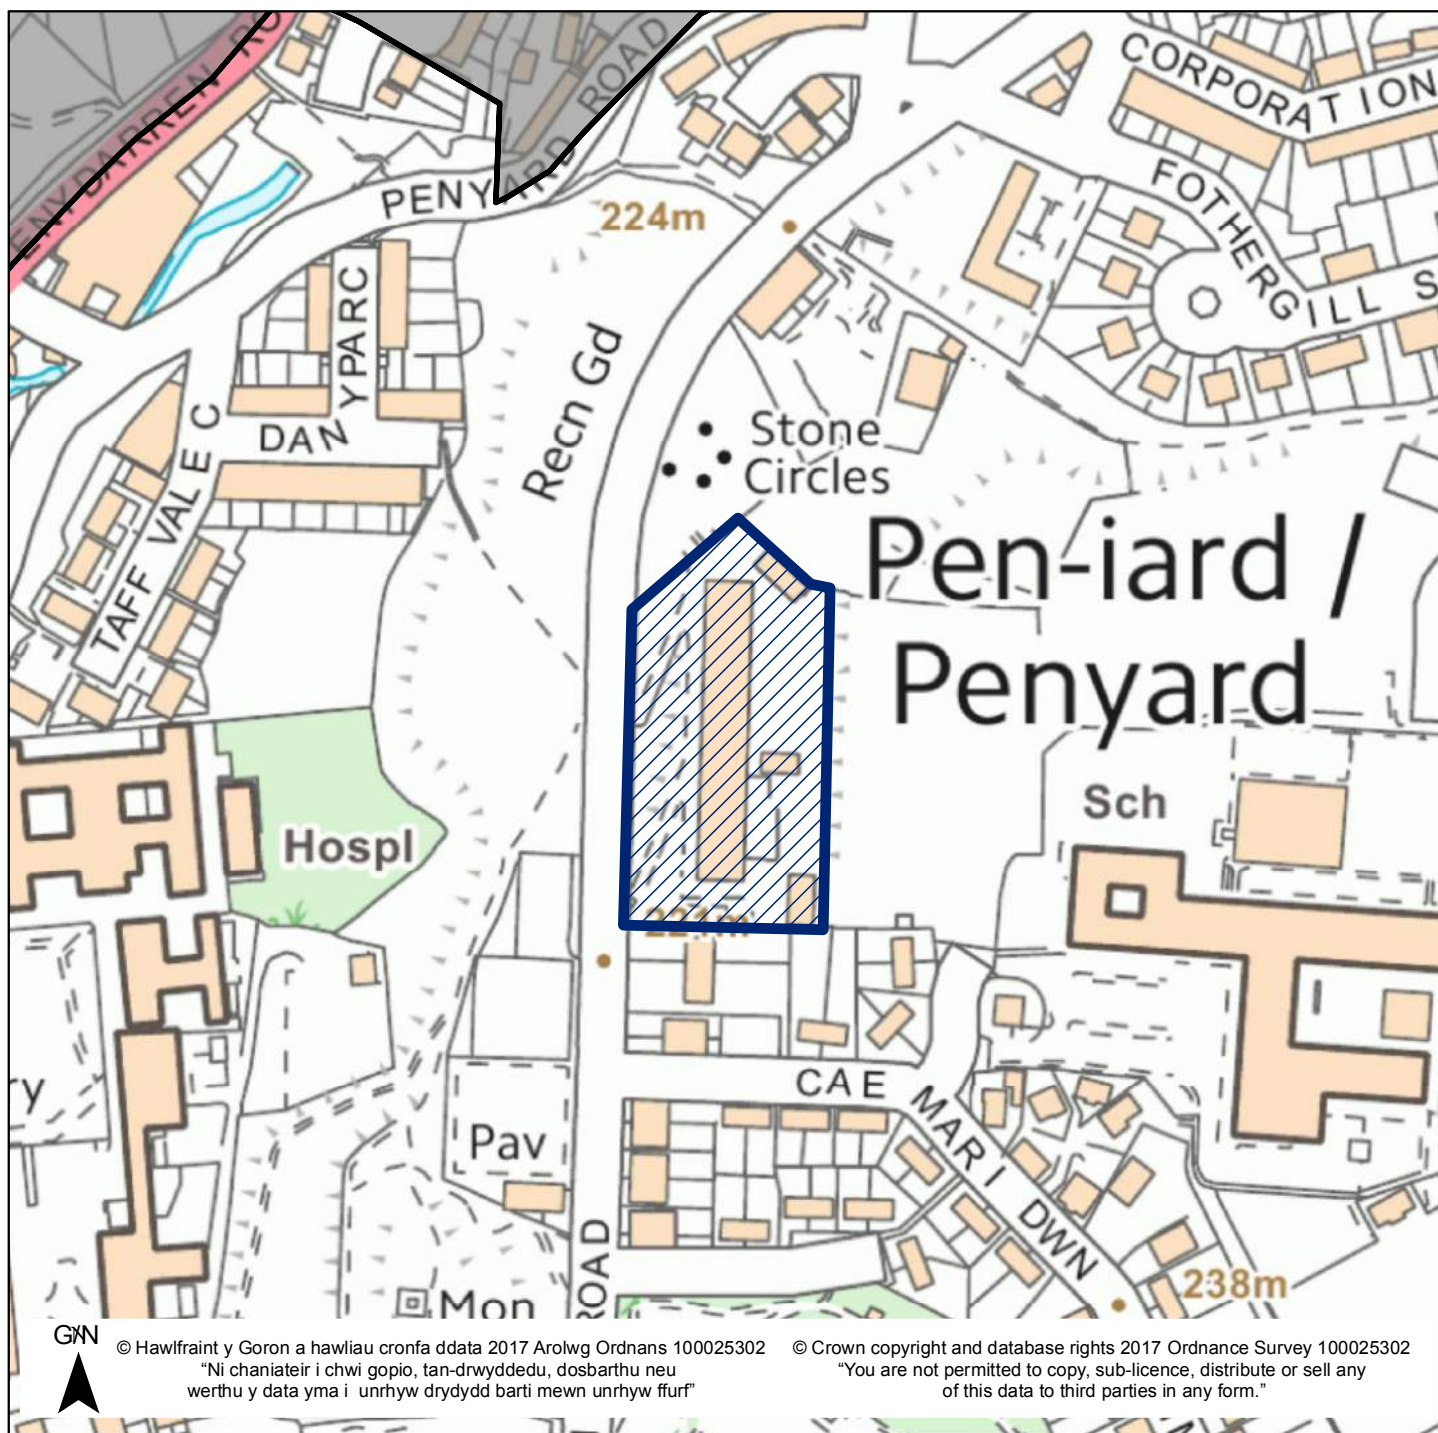 PENYARD ROAD
CORPORATION
FOTHERGILL S
224m
DAN Y PARC
Recn Gd
Stone
Circles
TAFF VALE C
Pen-iard /
Penyard
Sch
Hospl
221m
CAE MARI DWN
Pav
ROAD
Mon
238m
GN
© Hawlfraint y Goron a hawliau cronfa ddata 2017 Arolwg Ordnans 100025302
“Ni chaniateir i chwi gopio, tan-drwyddedu, dosbarthu neu
werthu y data yma i unrhyw drydydd barti mewn unrhyw ffurf”
© Crown copyright and database rights 2017 Ordnance Survey 100025302
“You are not permitted to copy, sub-licence, distribute or sell any
of this data to third parties in any form.”